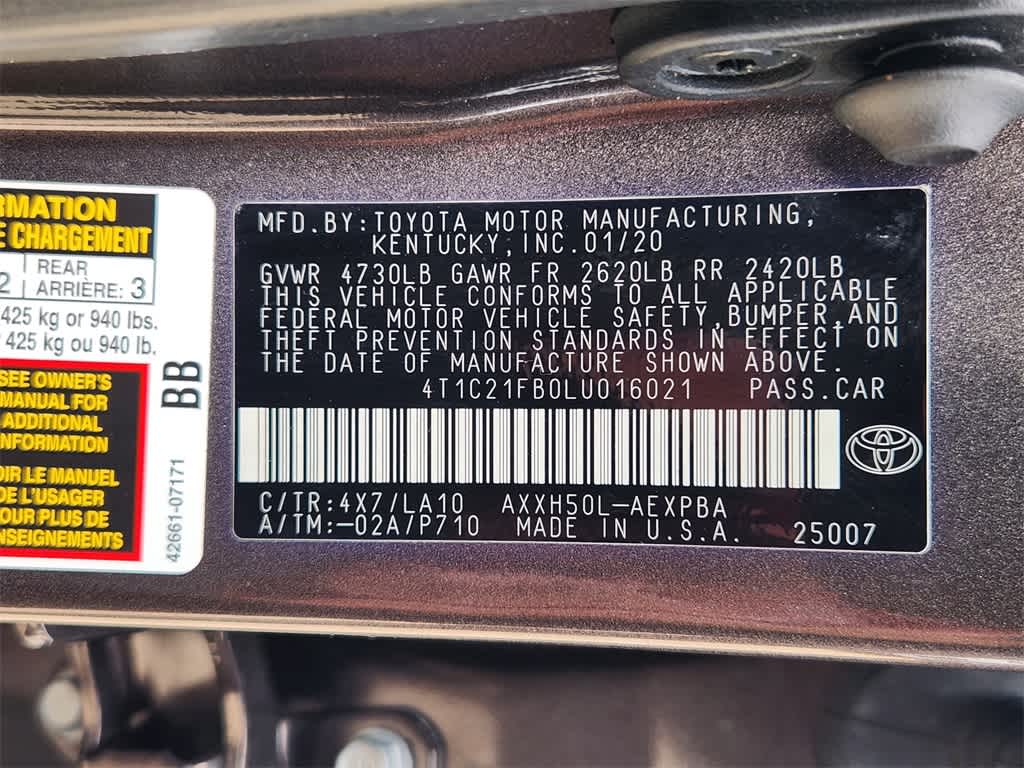 RMATION
E CHARGEMENT
2 REAR
ARRIÈRE: 3
425 kg or 940 lbs.
425 kg ou 940 lb.
SEE OWNER'S
MANUAL FOR
ADDITIONAL
INFORMATION
OIR LE MANUEL
DE L'USAGER
POUR PLUS DE
ENSEIGNEMENTS
BB
42661-07171
MFD.BY:TOYOTA MOTOR MANUFACTURING,
KENTUCKY,INC.01/20
GVWR 4730LB GAWR FR 2620LB RR 2420LB
THIS VEHICLE CONFORMS TO ALL APPLICABLE
FEDERAL MOTOR VEHICLE SAFETY,BUMPER,AND
THEFT PREVENTION STANDARDS IN EFFECT ON
THE DATE OF MANUFACTURE SHOWN ABOVE.
4T1C21FB0LU016021 PASS.CAR
C/TR:4X7/LA10 AXXH50L-AEXPBA
A/TM:-02A/P710 MADE IN U.S.A. 25007